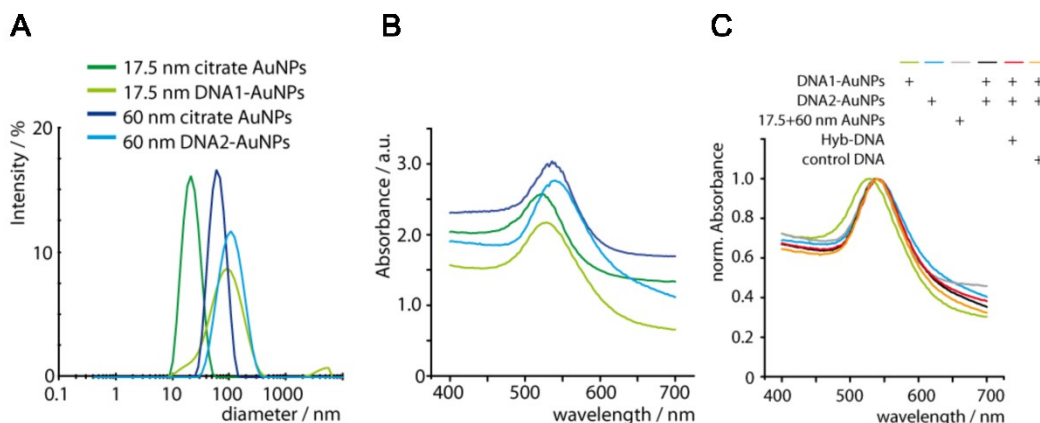 A
B
C
17.5 nm citrate AuNPs
17.5 nm DNA1-AuNPs
60 nm citrate AuNPs
60 nm DNA2-AuNPs
Intensity / %
20
10
0
0.1
1
10
100
1000
diameter / nm
Absorbance / a.u.
3.0
2.0
1.0
0
400
500
600
700
wavelength / nm
DNA1-AuNPs + + + +
DNA2-AuNPs + + + +
17.5+60 nm AuNPs +
Hyb-DNA +
control DNA +
norm. Absorbance
1.0
0.8
0.6
0.4
0.2
0
400
500
600
700
wavelength / nm